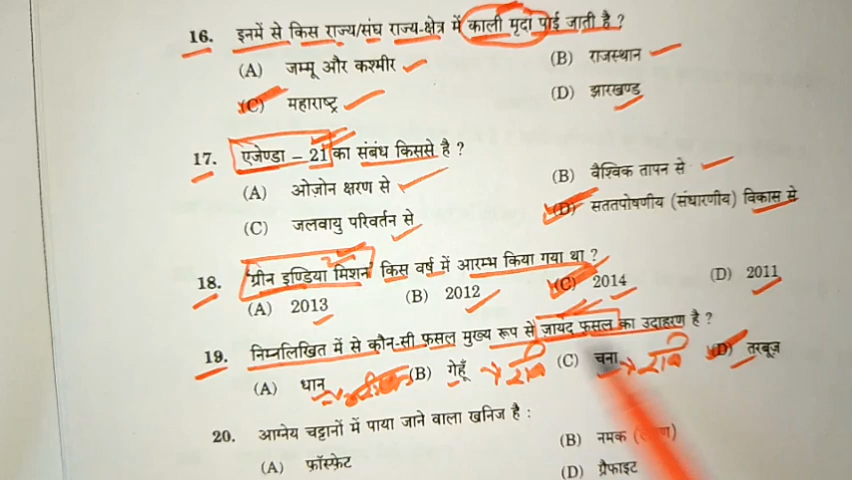 16. इनमें से किस राज्य/संघ राज्य-क्षेत्र में काली मृदा पाई जाती है ?
(A) जम्मू और कश्मीर (B) राजस्थान
(C) महाराष्ट्र (D) झारखण्ड
17. एजेण्डा – 21 का संबंध किससे है ?
(A) ओज़ोन क्षरण से (B) वैश्विक तापन से
(C) जलवायु परिवर्तन से (D) सततपोषणीय (संधारणीय) विकास से
18. 'ग्रीन इण्डिया मिशन' किस वर्ष में आरम्भ किया गया था ?
(A) 2013 (B) 2012 (C) 2014 (D) 2011
19. निम्नलिखित में से कौन-सी फ़सल मुख्य रूप से ज़ायद फ़सल का उदाहरण है ?
(A) धान (B) गेहूँ → रबि (C) चना → रबि (D) तरबूज़
20. आग्नेय चट्टानों में पाया जाने वाला खनिज है :
(A) फ़ॉस्फ़ेट (B) नमक
(D) ग्रैफाइट